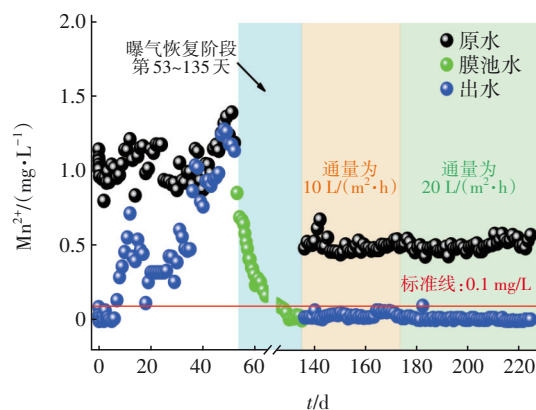 曝气恢复阶段
第53~135天
原水
膜池水
出水
通量为
10 L/(m²·h)
通量为
20 L/(m²·h)
标准线:0.1 mg/L
Mn²⁺/(mg·L⁻¹)
2.0
1.5
1.0
0.5
0
0 20 40 60 140 160 180 200 220
t/d